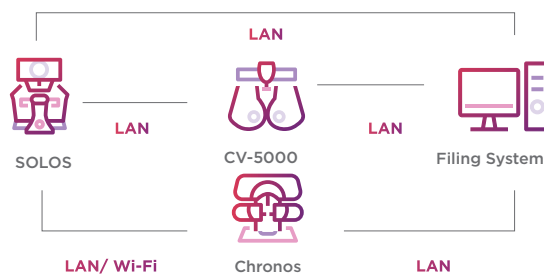 LAN
LAN
LAN
SOLOS
CV-5000
Filing System
LAN/ Wi-Fi
Chronos
LAN